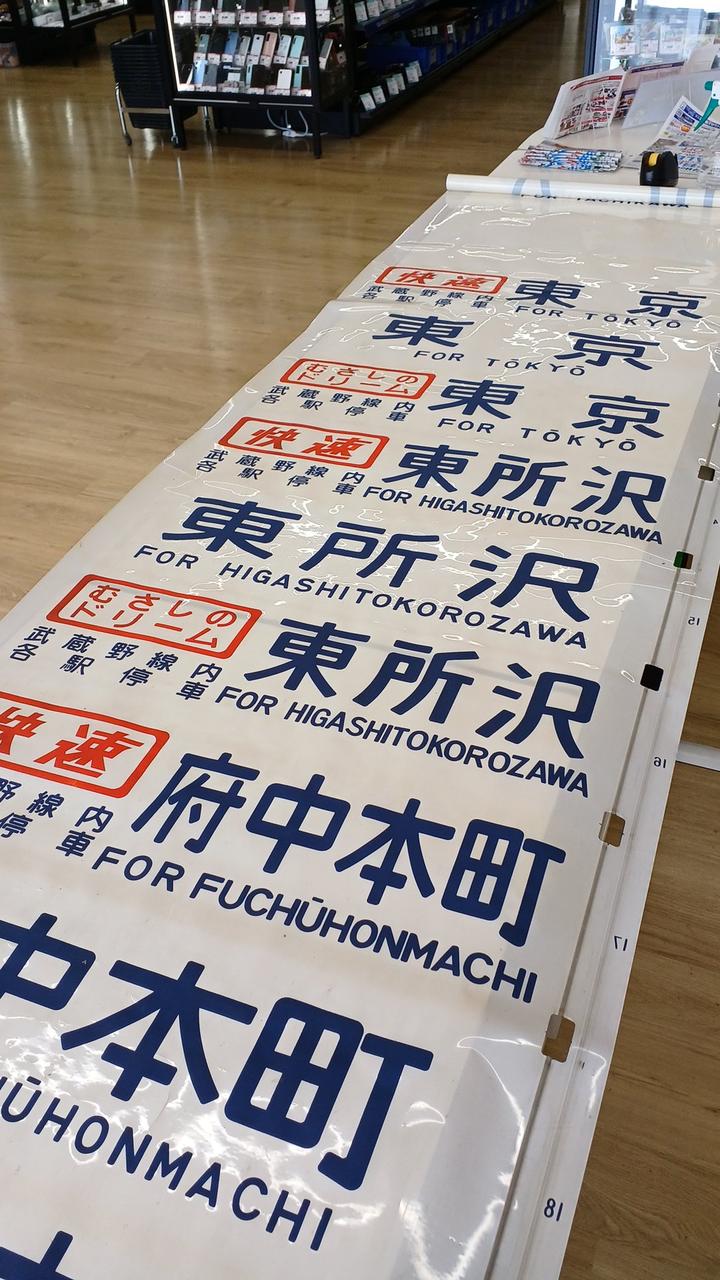 FOR TACHIKAWA
快速
武蔵野線内
各駅停車
東京
FOR TŌKYŌ
東京
FOR TŌKYŌ
むさしの
ドリーム
武蔵野線内
各駅停車
東京
FOR TŌKYŌ
快速
武蔵野線内
各駅停車
東所沢
FOR HIGASHITOKOROZAWA
東所沢
FOR HIGASHITOKOROZAWA
むさしの
ドリーム
武蔵野線内
各駅停車
東所沢
FOR HIGASHITOKOROZAWA
快速
野線内
停車
府中本町
FOR FUCHŪHONMACHI
中本町
ŪHONMACHI
15
16
17
18